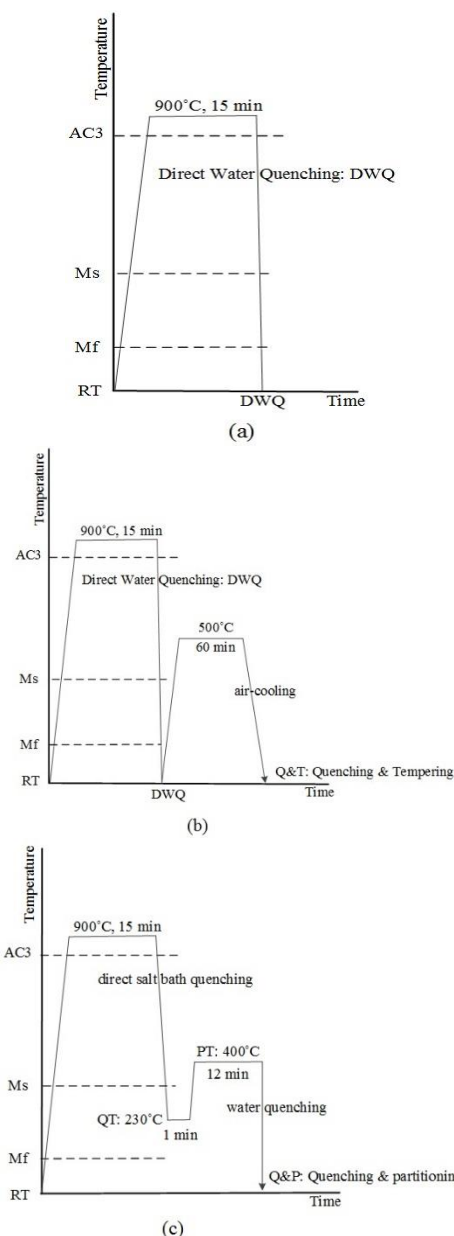 Temperature
900°C, 15 min
AC3
Direct Water Quenching: DWQ
Ms
Mf
RT
DWQ
Time
(a)
Temperature
900°C, 15 min
AC3
Direct Water Quenching: DWQ
500°C
60 min
Ms
air-cooling
Mf
RT
Q&T: Quenching & Tempering
DWQ
Time
(b)
Temperature
900°C, 15 min
AC3
direct salt bath quenching
PT: 400°C
12 min
Ms
QT: 230°C
1 min
water quenching
Mf
RT
Q&P: Quenching & partitionin
Time
(c)